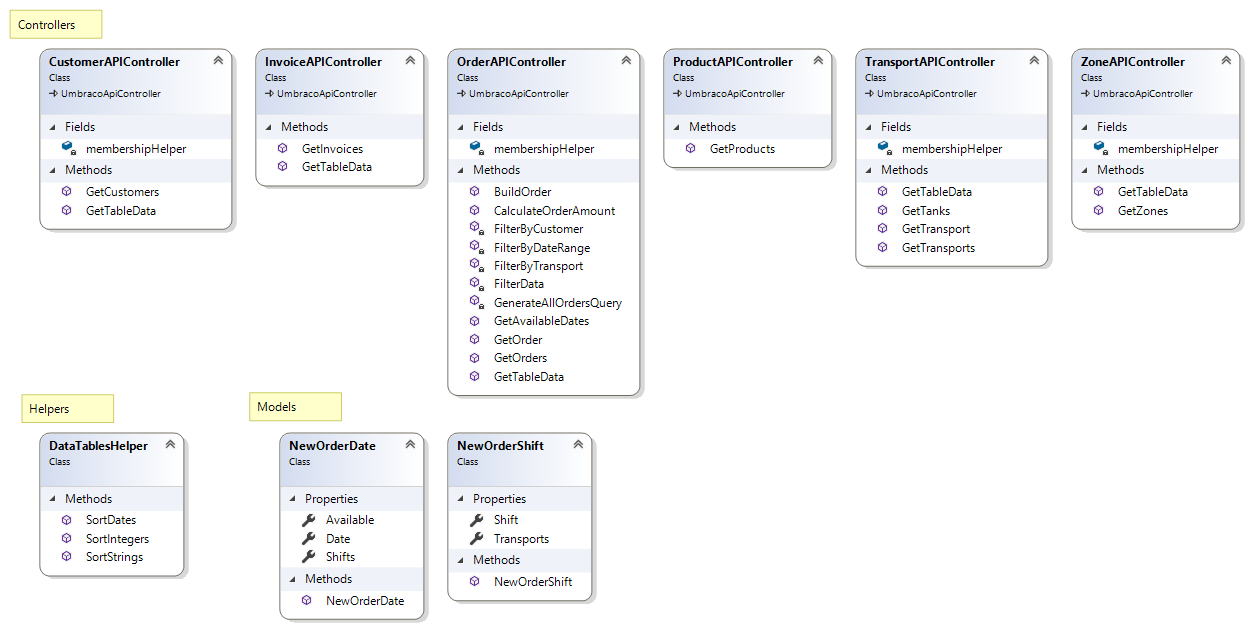 Controllers
CustomerAPIController
Class
UmbracoApiController
Fields
membershipHelper
Methods
GetCustomers
GetTableData
InvoiceAPIController
Class
UmbracoApiController
Methods
GetInvoices
GetTableData
OrderAPIController
Class
UmbracoApiController
Fields
membershipHelper
Methods
BuildOrder
CalculateOrderAmount
FilterByCustomer
FilterByDateRange
FilterByTransport
FilterData
GenerateAllOrdersQuery
GetAvailableDates
GetOrder
GetOrders
GetTableData
ProductAPIController
Class
UmbracoApiController
Methods
GetProducts
TransportAPIController
Class
UmbracoApiController
Fields
membershipHelper
Methods
GetTableData
GetTanks
GetTransport
GetTransports
ZoneAPIController
Class
UmbracoApiController
Fields
membershipHelper
Methods
GetTableData
GetZones
Helpers
DataTablesHelper
Class
Methods
SortDates
SortIntegers
SortStrings
Models
NewOrderDate
Class
Properties
Available
Date
Shifts
Methods
NewOrderDate
NewOrderShift
Class
Properties
Shift
Transports
Methods
NewOrderShift